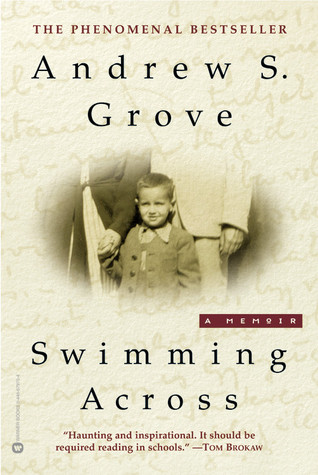 THE PHENOMENAL BESTSELLER
Andrew S.
Grove
A MEMOIR
Swimming
Across
“Haunting and inspirational. It should be
required reading in schools.” —TOM BROKAW